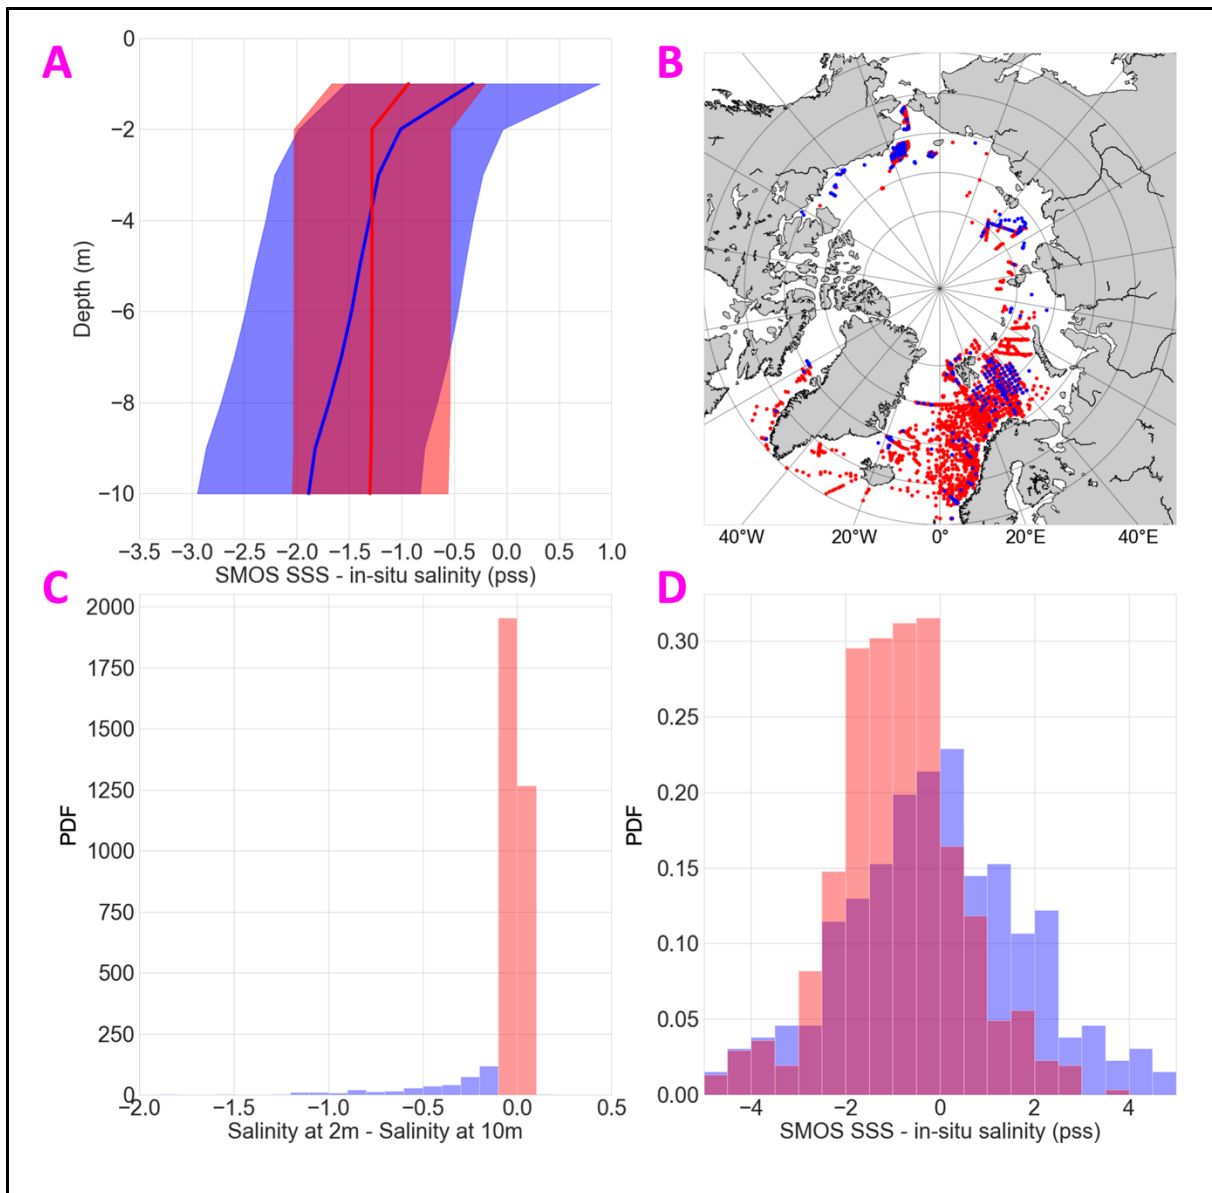 A
0
−2
−4
−6
−8
−10
Depth (m)
−3.5 −3.0 −2.5 −2.0 −1.5 −1.0 −0.5 0.0 0.5 1.0
SMOS SSS - in-situ salinity (pss)
B
40°W 20°W 0° 20°E 40°E
C
2000
1750
1500
1250
1000
750
500
250
0
PDF
−2.0 −1.5 −1.0 −0.5 0.0 0.5
Salinity at 2m - Salinity at 10m
D
0.30
0.25
0.20
0.15
0.10
0.05
0.00
PDF
−4 −2 0 2 4
SMOS SSS - in-situ salinity (pss)